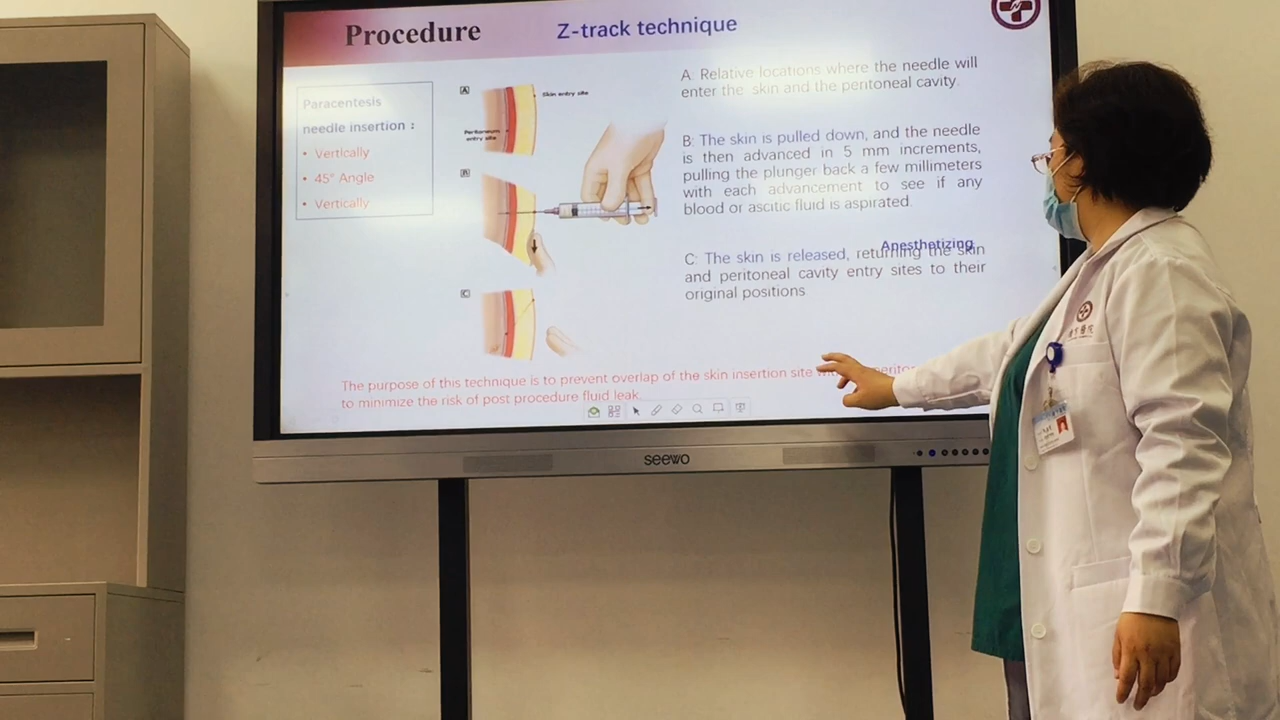 Procedure
Z-track technique
Paracentesis
needle insertion :
• Vertically
• 45° Angle
• Vertically
A
Skin entry site
Peritoneum
entry site
B
C
A Relative locations where the needle will
enter the skin and the peritoneal cavity.
B: The skin is pulled down, and the needle
is then advanced in 5 mm increments,
pulling the plunger back a few millimeters
with each advancement to see if any
blood or ascitic fluid is aspirated.
Anesthetizing
C: The skin is released, returning the skin
and peritoneal cavity entry sites to their
original positions
The purpose of this technique is to prevent overlap of the skin insertion site
to minimize the risk of post procedure fluid leak.
seewo